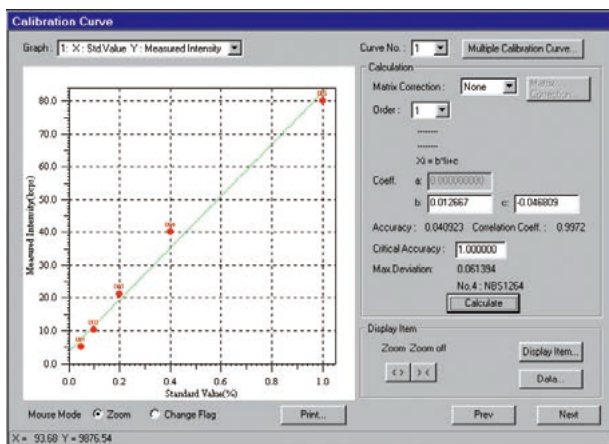 Calibration Curve
Graph : 1: X : Std.Value Y : Measured Intensity
Curve No. : 1 Multiple Calibration Curve...
Calculation
Matrix Correction : None Matrix Correction...
Order : 1
--------
--------
Xi = b*Ii+c
Coeff. a: 0.000000000
b: 0.012667 c: -0.046809
Accuracy : 0.040923 Correlation Coeff. : 0.9972
Critical Accuracy : 1.000000
Max.Deviation: 0.061394
No.4 : NBS1264
Calculate
Display Item
Zoom Zoom off
< > > <
Display Item...
Data...
Measured Intensity(kcps)
80.0
70.0
60.0
50.0
40.0
30.0
20.0
10.0
0.0
0.0 0.2 0.4 0.6 0.8 1.0
Standard Value(%)
Mouse Mode Zoom Change Flag Print... Prev Next
X = 93.68 Y = 9876.54